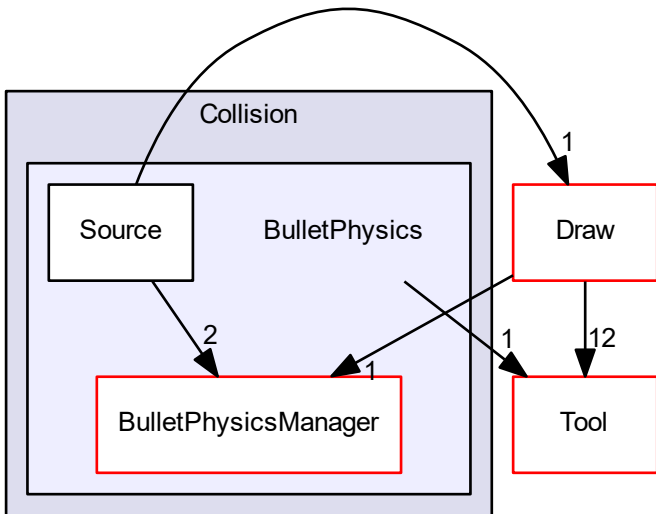 1
Collision
Source
BulletPhysics
Draw
2
1
1
12
BulletPhysicsManager
Tool